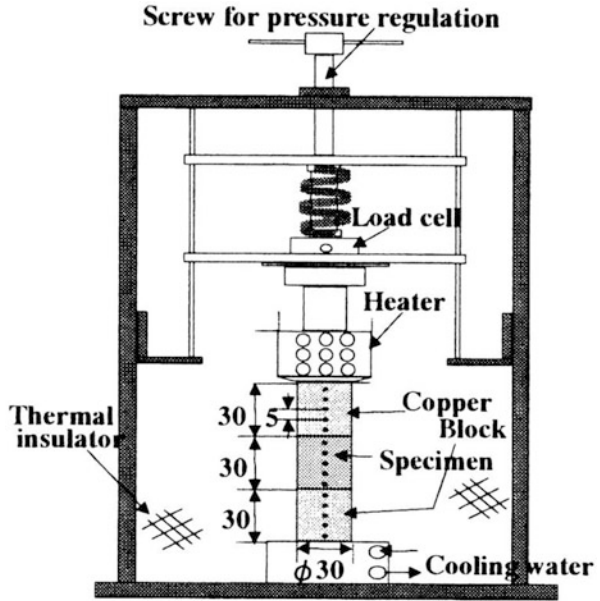 Screw for pressure regulation
Load cell
Heater
Copper
Block
Specimen
Thermal
insulator
30
5
30
30
ϕ30
Cooling water